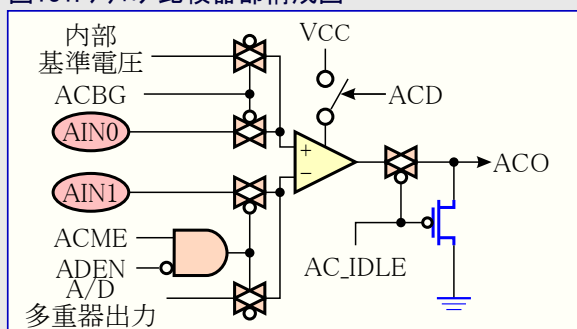 内部
基準電圧
ACBG
AIN0
AIN1
ACME
ADEN
A/D
多重器出力
VCC
ACD
+
−
ACO
AC_IDLE